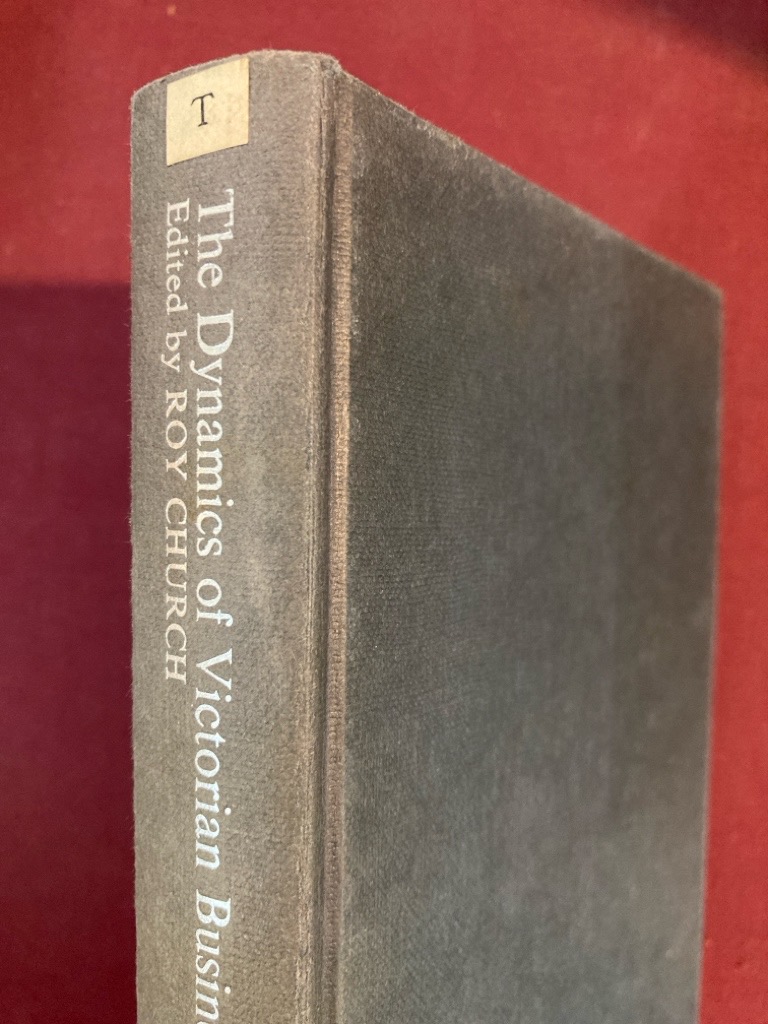 T
The Dynamics of Victorian Busin
Edited by ROY CHURCH